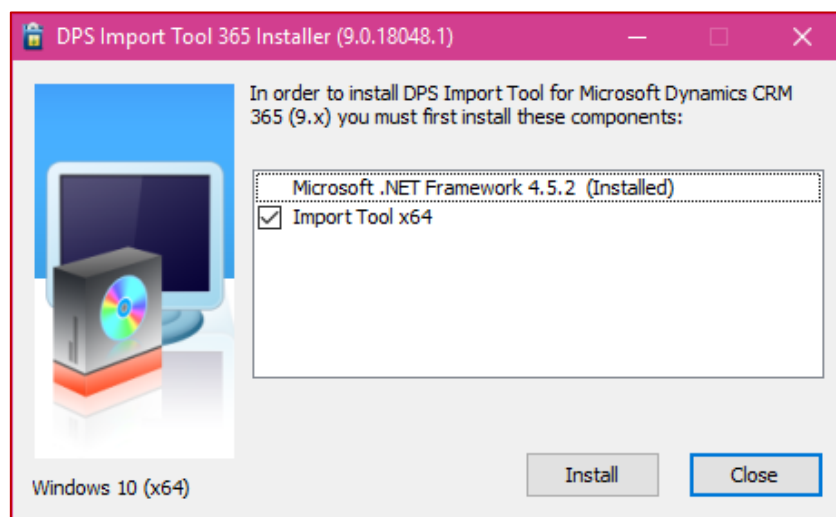 DPS Import Tool 365 Installer (9.0.18048.1)
In order to install DPS Import Tool for Microsoft Dynamics CRM
365 (9.x) you must first install these components:
Microsoft .NET Framework 4.5.2 (Installed)
Import Tool x64
Windows 10 (x64)
Install
Close